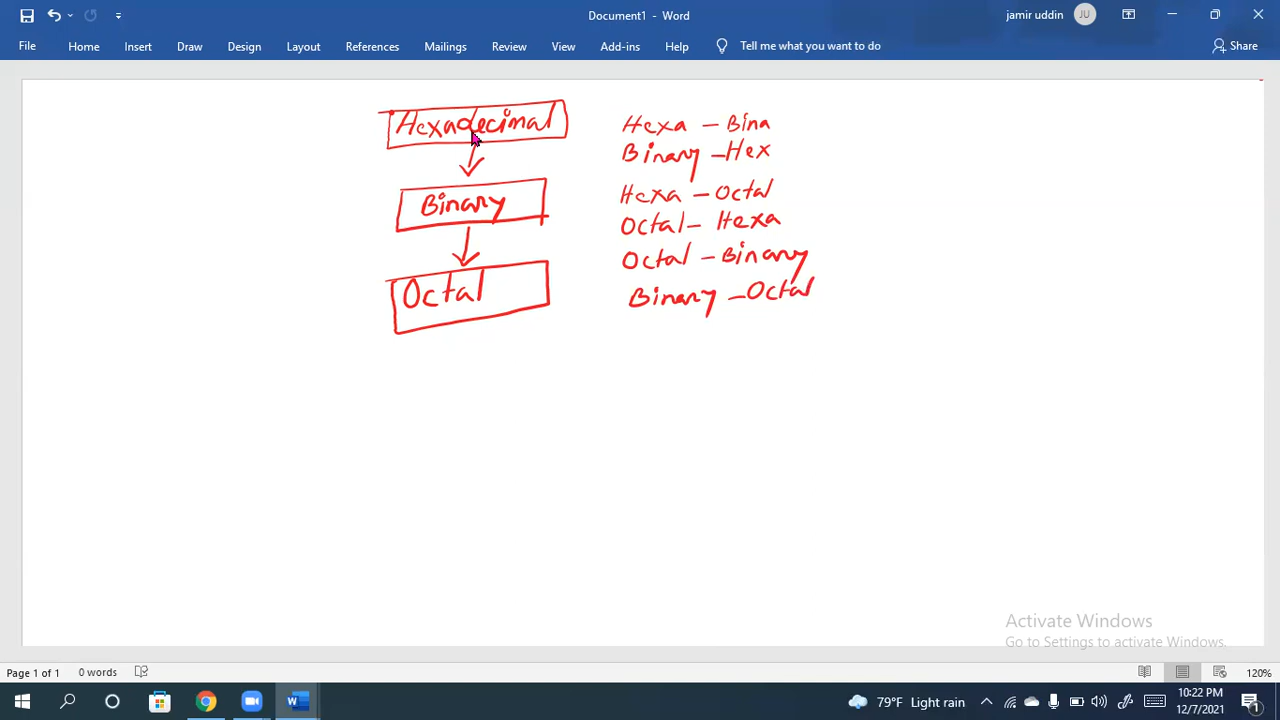 Document1 - Word
jamir uddin
JU
File Home Insert Draw Design Layout References Mailings Review View Add-ins Help Tell me what you want to do Share
Hexadecimal
Binary
Octal
Hexa - Bina
Binary - Hex
Hexa - Octal
Octal - Hexa
Octal - Binary
Binary - Octal
Activate Windows
Go to Settings to activate Windows.
Page 1 of 1 0 words 120%
79°F Light rain
10:22 PM
12/7/2021
1